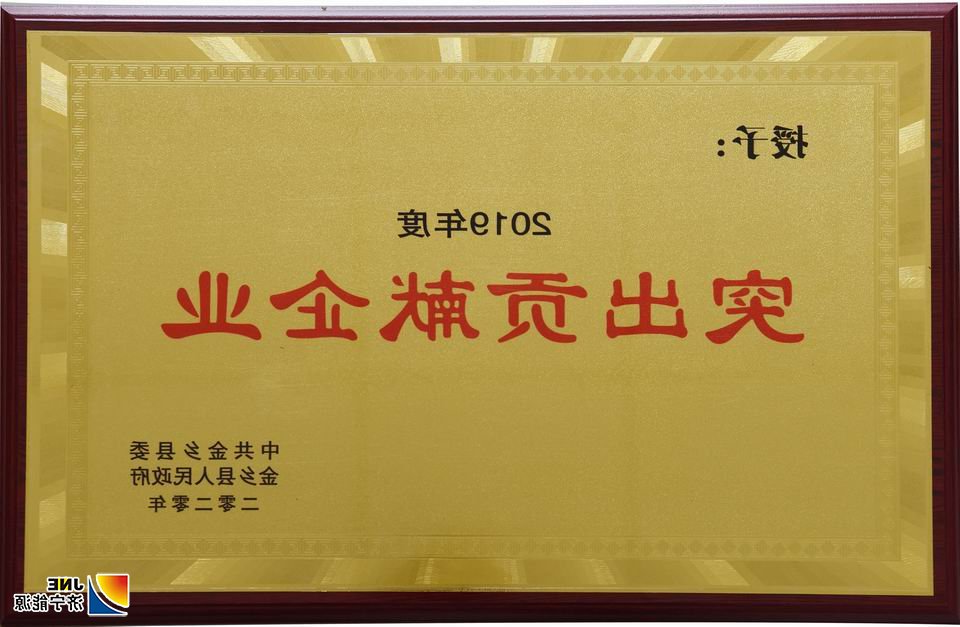 授予：
2019年度
突出贡献企业
中共金乡县委
金乡县人民政府
二零二零年
JNE
济宁能源